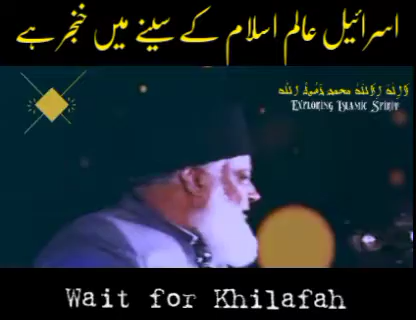 اسرائیل عالم اسلام کے سینے میں خنجر ہے
لا إله إلا الله محمد رسول الله
EXPLORING ISLAMIC SPIRIT
Wait for Khilafah